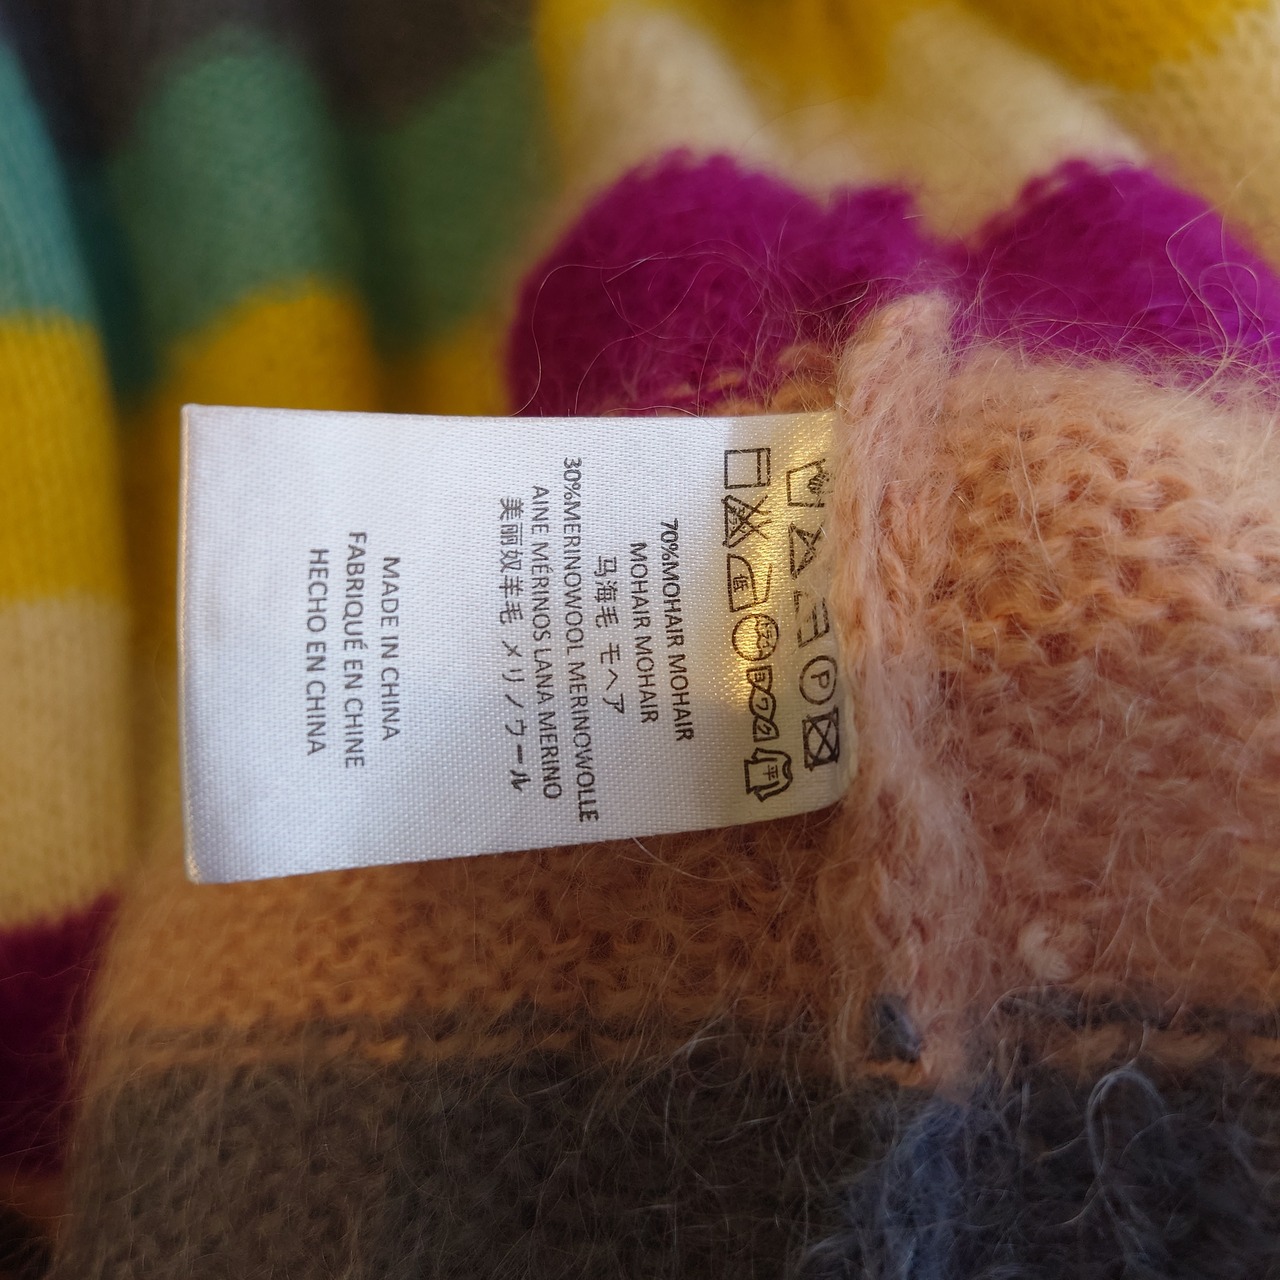 P
低
平
70%MOHAIR MOHAIR
MOHAIR MOHAIR
马海毛 モヘア
30%MERINOWOOL MERINOWOLLE
AINE MÉRINOS LANA MERINO
美丽奴羊毛 メリノウール
MADE IN CHINA
FABRIQUÉ EN CHINE
HECHO EN CHINA